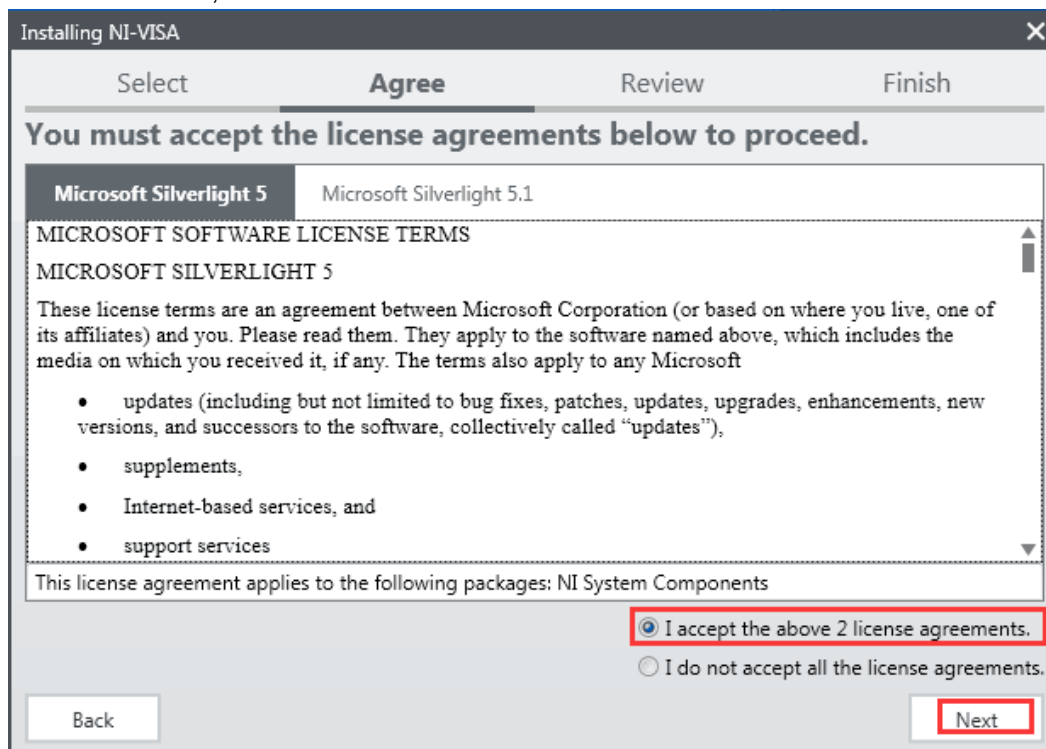 Installing NI-VISA
Select Agree Review Finish
You must accept the license agreements below to proceed.
Microsoft Silverlight 5 Microsoft Silverlight 5.1
MICROSOFT SOFTWARE LICENSE TERMS
MICROSOFT SILVERLIGHT 5
These license terms are an agreement between Microsoft Corporation (or based on where you live, one of
its affiliates) and you. Please read them. They apply to the software named above, which includes the
media on which you received it, if any. The terms also apply to any Microsoft
• updates (including but not limited to bug fixes, patches, updates, upgrades, enhancements, new
versions, and successors to the software, collectively called “updates”),
• supplements,
• Internet-based services, and
• support services
This license agreement applies to the following packages: NI System Components
I accept the above 2 license agreements.
I do not accept all the license agreements.
Back Next